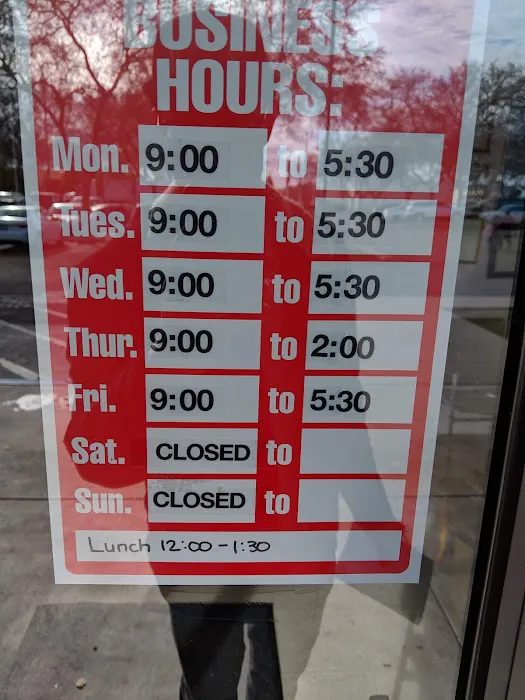 BUSINESS
HOURS:
Mon. 9:00 to 5:30
Tues. 9:00 to 5:30
Wed. 9:00 to 5:30
Thur. 9:00 to 2:00
Fri. 9:00 to 5:30
Sat. CLOSED to
Sun. CLOSED to
Lunch 12:00 - 1:30